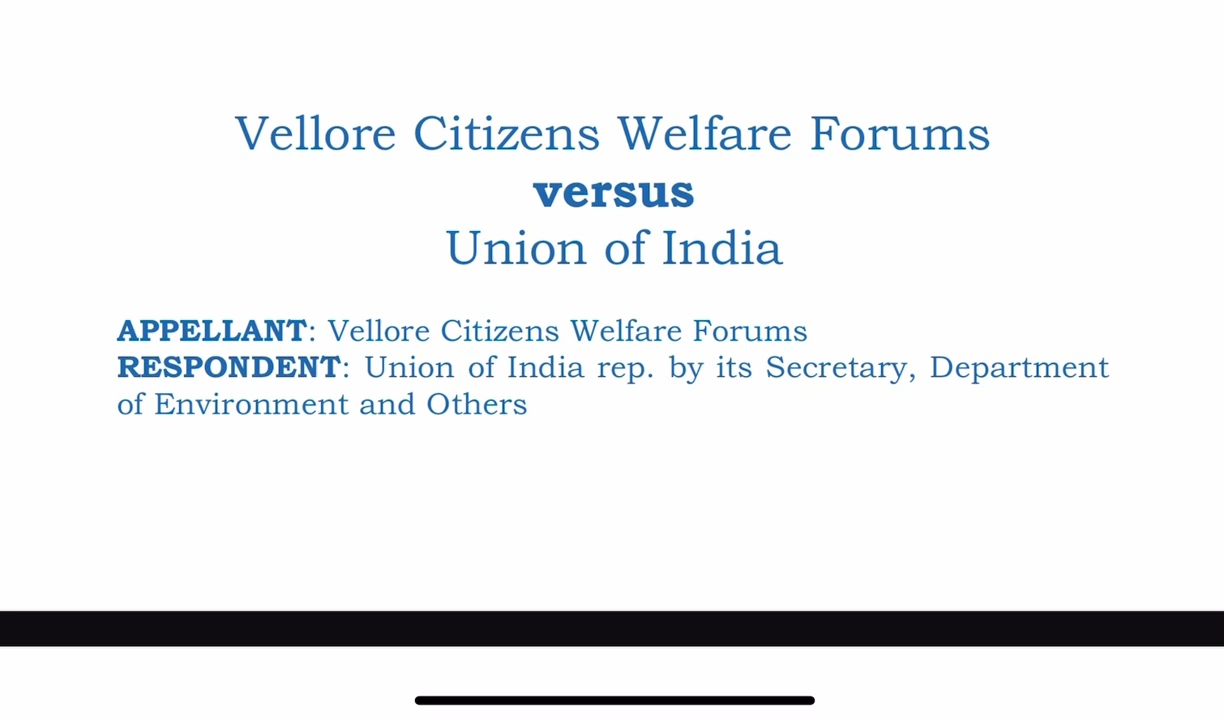 Vellore Citizens Welfare Forums
versus
Union of India
APPELLANT: Vellore Citizens Welfare Forums
RESPONDENT: Union of India rep. by its Secretary, Department
of Environment and Others